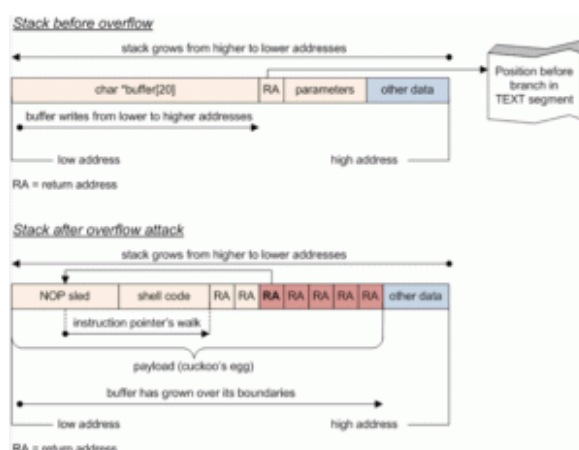 Stack before overflow
stack grows from higher to lower addresses
char *buffer[20]
RA
parameters
other data
Position before
branch in
TEXT segment
buffer writes from lower to higher addresses
low address
high address
RA = return address
Stack after overflow attack
stack grows from higher to lower addresses
NOP sled
shell code
RA
RA
RA
RA
RA
RA
RA
other data
instruction pointer's walk
payload (cuckoo's egg)
buffer has grown over its boundaries
low address
high address
RA = return address